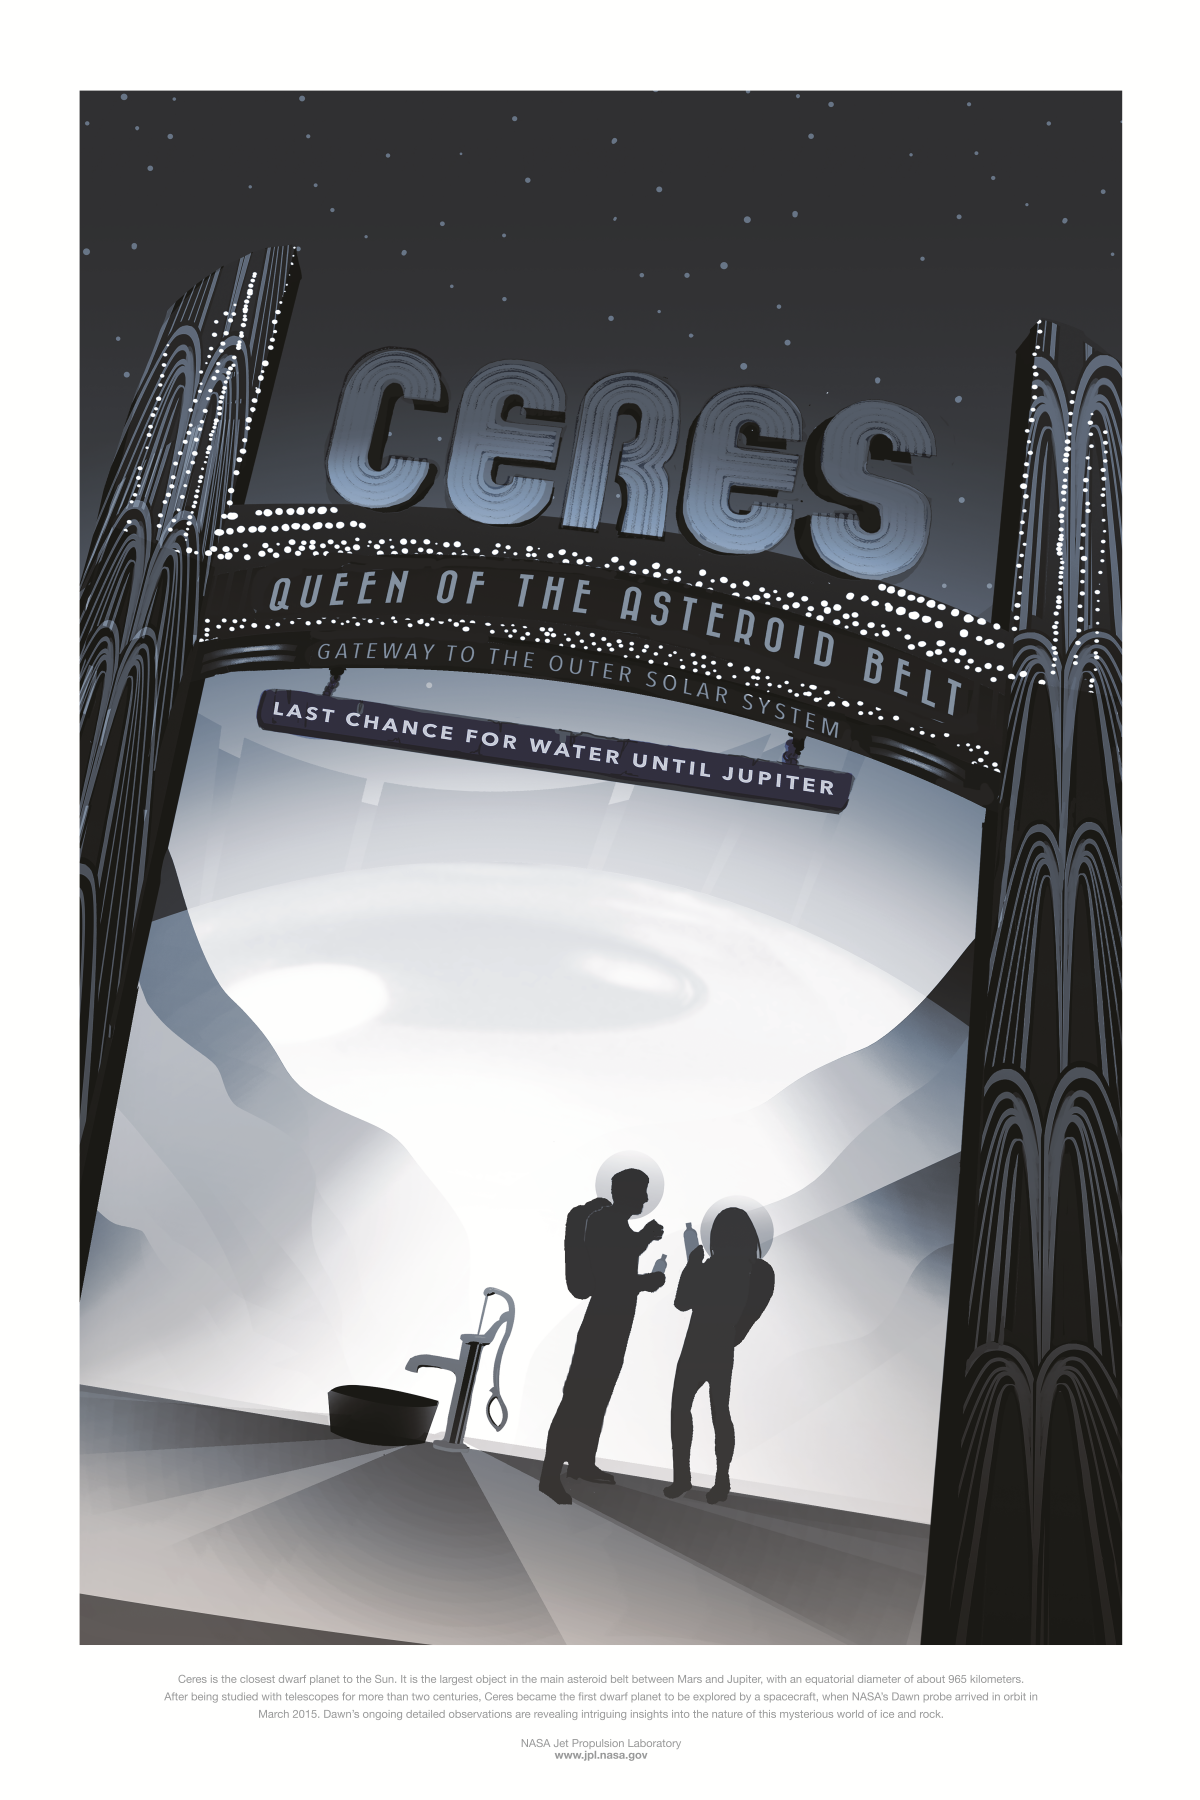 CERES
QUEEN OF THE ASTEROID BELT
GATEWAY TO THE OUTER SOLAR SYSTEM
LAST CHANCE FOR WATER UNTIL JUPITER
Ceres is the closest dwarf planet to the Sun. It is the largest object in the main asteroid belt between Mars and Jupiter, with an equatorial diameter of about 965 kilometers.
After being studied with telescopes for more than two centuries, Ceres became the first dwarf planet to be explored by a spacecraft, when NASA's Dawn probe arrived in orbit in
March 2015. Dawn's ongoing detailed observations are revealing intriguing insights into the nature of this mysterious world of ice and rock.
NASA Jet Propulsion Laboratory
www.jpl.nasa.gov